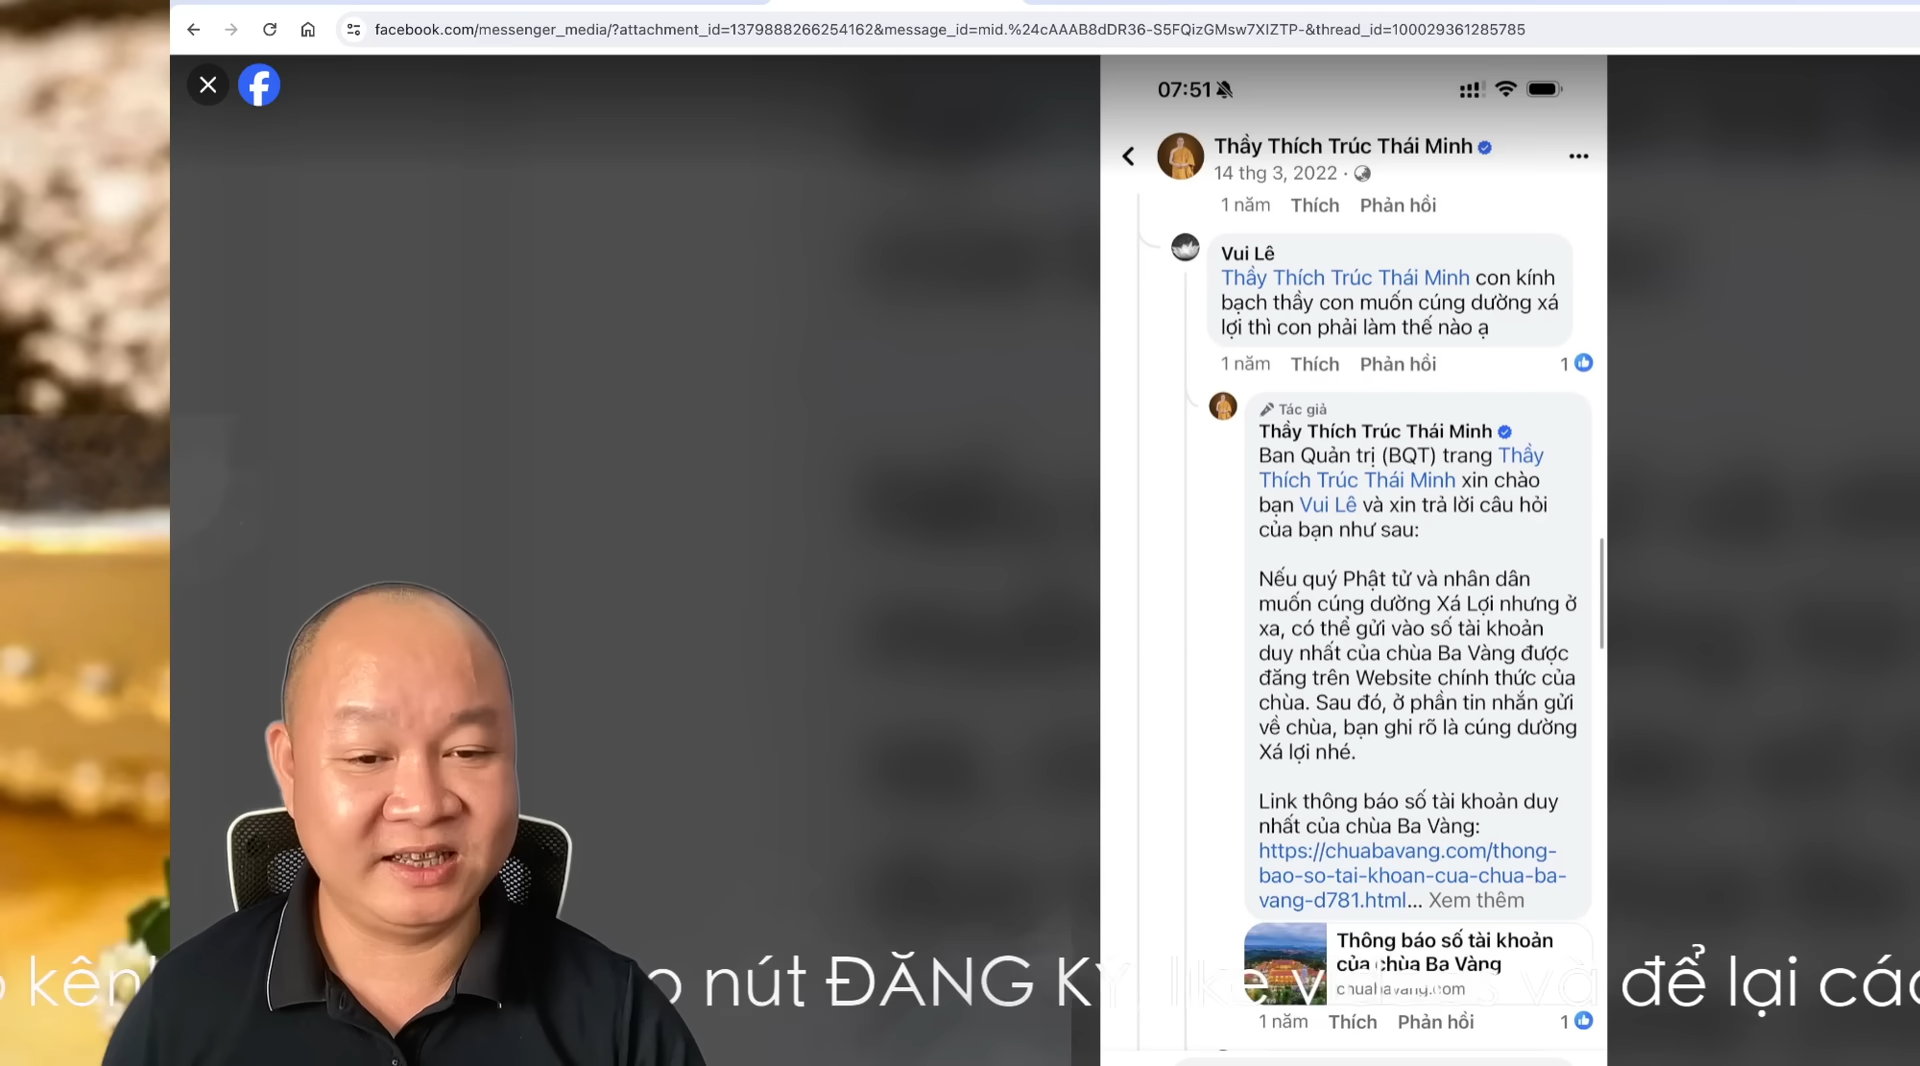 facebook.com/messenger_media/?attachment_id=1379888266254162&message_id=mid.%24cAAAB8dDR36-S5FQizGMsw7XIZTP-&thread_id=100029361285785
07:51
Thầy Thích Trúc Thái Minh
14 thg 3, 2022 ·
1 năm Thích Phản hồi
Vui Lê
Thầy Thích Trúc Thái Minh con kính
bạch thầy con muốn cúng dường xá
lợi thì con phải làm thế nào ạ
1 năm Thích Phản hồi 1
Tác giả
Thầy Thích Trúc Thái Minh
Ban Quản trị (BQT) trang Thầy
Thích Trúc Thái Minh xin chào
bạn Vui Lê và xin trả lời câu hỏi
của bạn như sau:
Nếu quý Phật tử và nhân dân
muốn cúng dường Xá Lợi nhưng ở
xa, có thể gửi vào số tài khoản
duy nhất của chùa Ba Vàng được
đăng trên Website chính thức của
chùa. Sau đó, ở phần tin nhắn gửi
về chùa, bạn ghi rõ là cúng dường
Xá lợi nhé.
Link thông báo số tài khoản duy
nhất của chùa Ba Vàng:
https://chuabavang.com/thong-
bao-so-tai-khoan-cua-chua-ba-
vang-d781.html... Xem thêm
Thông báo số tài khoản
của chùa Ba Vàng
chuabavang.com
1 năm Thích Phản hồi 1
nút ĐĂNG KÝ, like và để lại